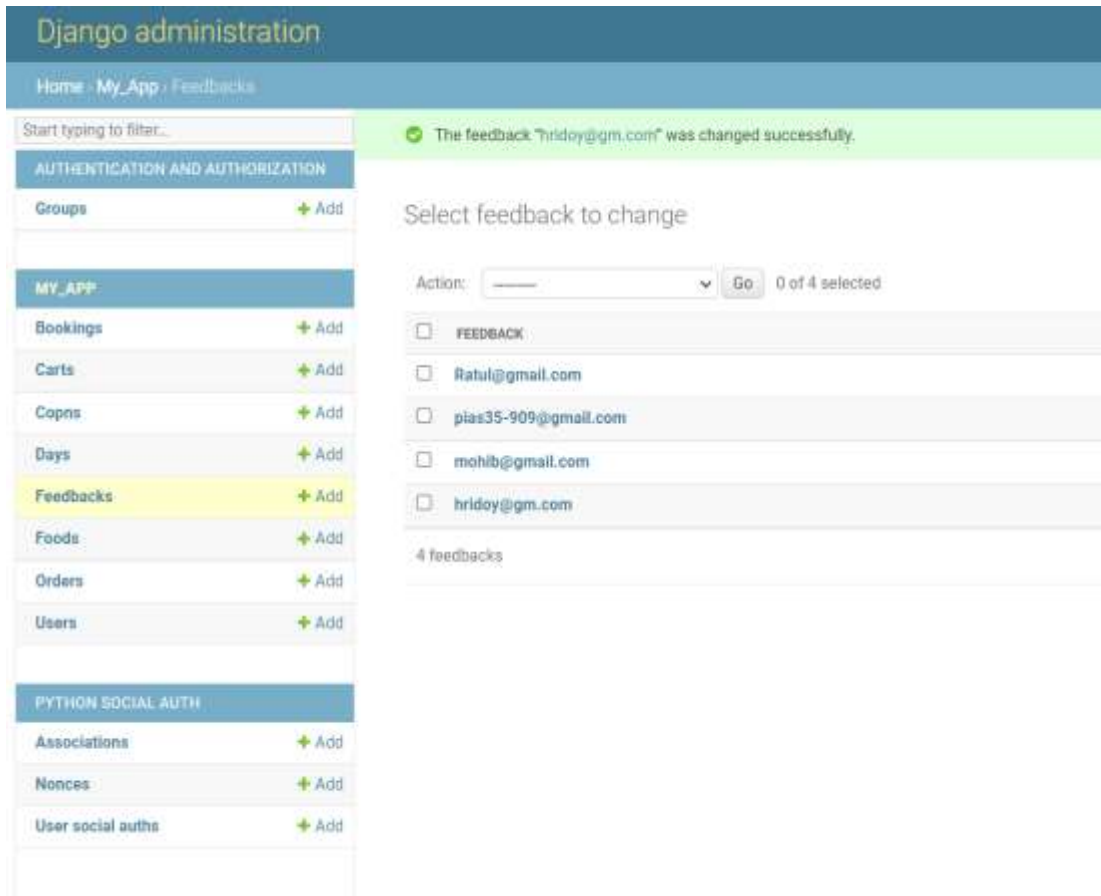 Django administration
Home › My_App › Feedbacks
Start typing to filter...
AUTHENTICATION AND AUTHORIZATION
Groups + Add
MY_APP
Bookings + Add
Carts + Add
Copns + Add
Days + Add
Feedbacks + Add
Foods + Add
Orders + Add
Users + Add
PYTHON SOCIAL AUTH
Associations + Add
Nonces + Add
User social auths + Add
The feedback "hridoy@gm.com" was changed successfully.
Select feedback to change
Action: --------- Go 0 of 4 selected
FEEDBACK
Ratul@gmail.com
pias35-909@gmail.com
mohib@gmail.com
hridoy@gm.com
4 feedbacks